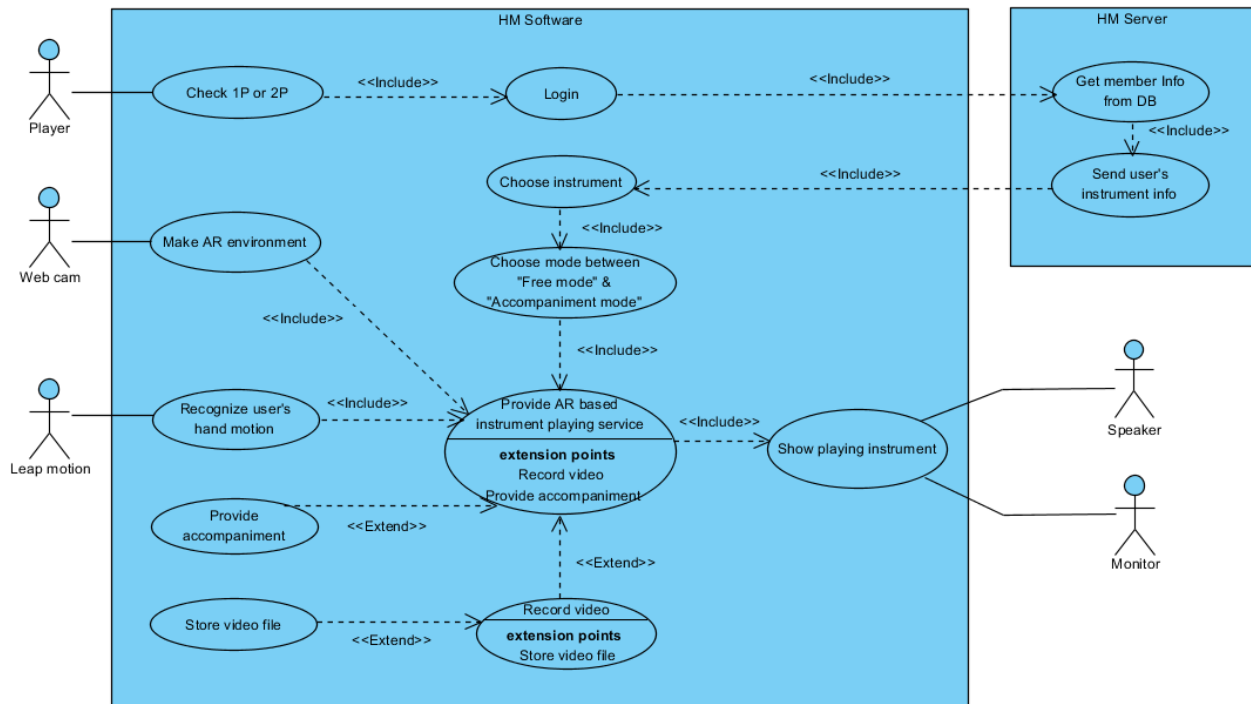 HM Software
HM Server
Player
Check 1P or 2P
<<Include>>
Login
<<Include>>
Get member Info
from DB
<<Include>>
Send user's
instrument info
<<Include>>
Choose instrument
<<Include>>
Choose mode between
"Free mode" &
"Accompaniment mode"
<<Include>>
Web cam
Make AR environment
<<Include>>
Leap motion
Recognize user's
hand motion
<<Include>>
Provide AR based
instrument playing service
extension points
Record video
Provide accompaniment
<<Include>>
Show playing instrument
Speaker
Monitor
Provide
accompaniment
<<Extend>>
<<Extend>>
Store video file
<<Extend>>
Record video
extension points
Store video file